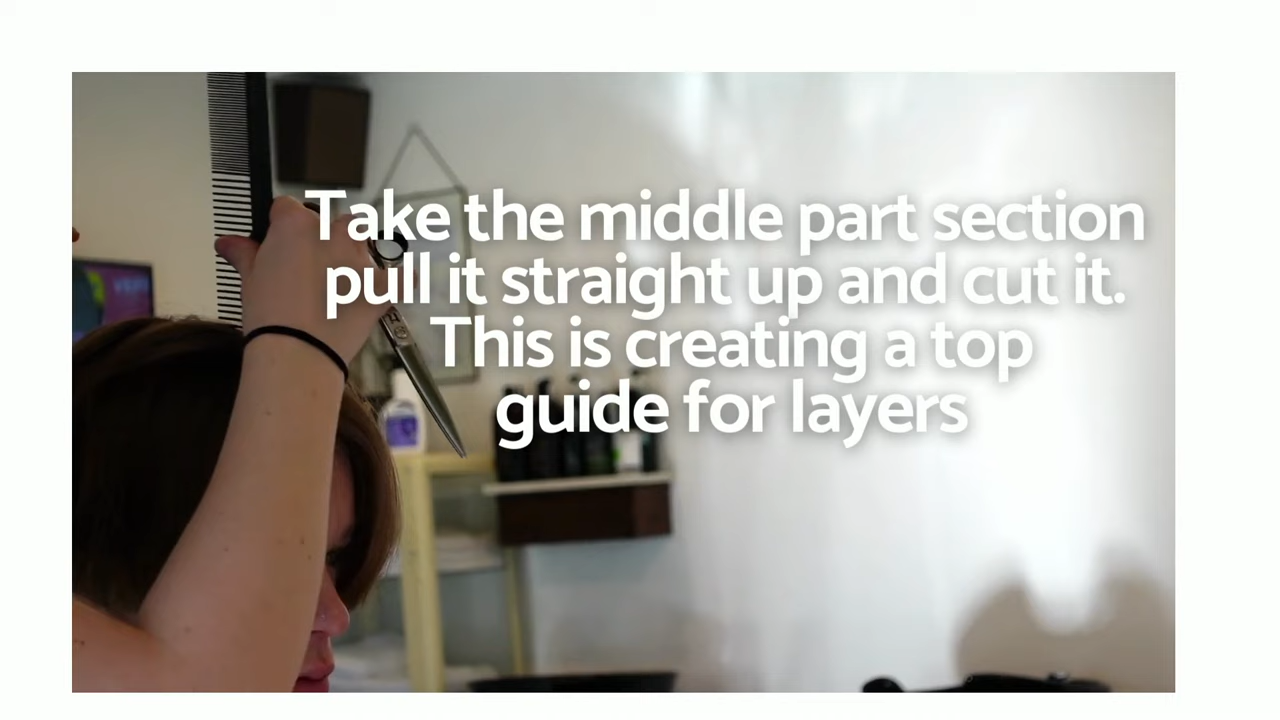 Take the middle part section
pull it straight up and cut it.
This is creating a top
guide for layers